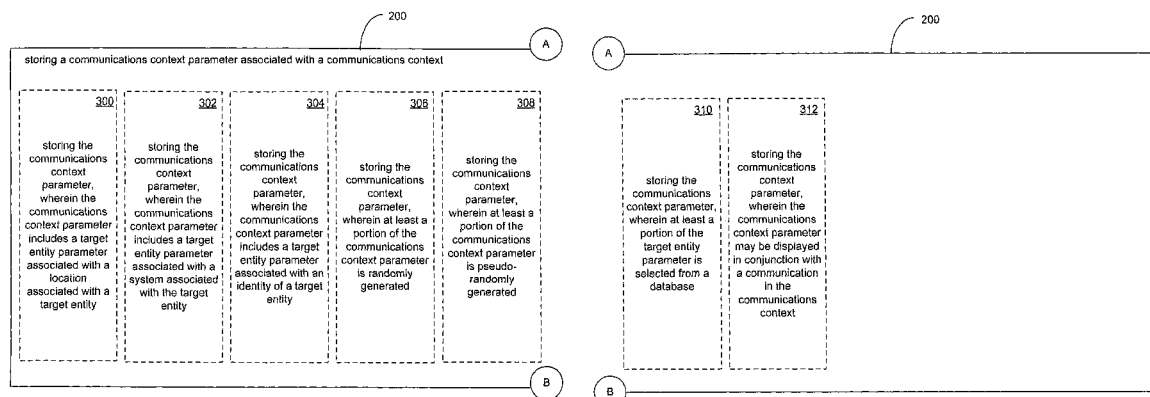 200
A
storing a communications context parameter associated with a communications context
300
storing the
communications
context
parameter,
wherein the
communications
context parameter
includes a target
entity parameter
associated with a
location
associated with a
target entity
302
storing the
communications
context
parameter,
wherein the
communications
context parameter
includes a target
entity parameter
associated with a
system associated
with the target
entity
304
storing the
communications
context
parameter,
wherein the
communications
context parameter
includes a target
entity parameter
associated with an
identity of a target
entity
306
storing the
communications
context
parameter,
wherein at least a
portion of the
communications
context parameter
is randomly
generated
308
storing the
communications
context
parameter,
wherein at least a
portion of the
communications
context parameter
is pseudo-
randomly
generated
B
200
A
310
storing the
communications
context parameter,
wherein at least a
portion of the
target entity
parameter is
selected from a
database
312
storing the
communications
context
parameter,
wherein the
communications
context parameter
may be displayed
in conjunction with
a communication
in the
communications
context
B